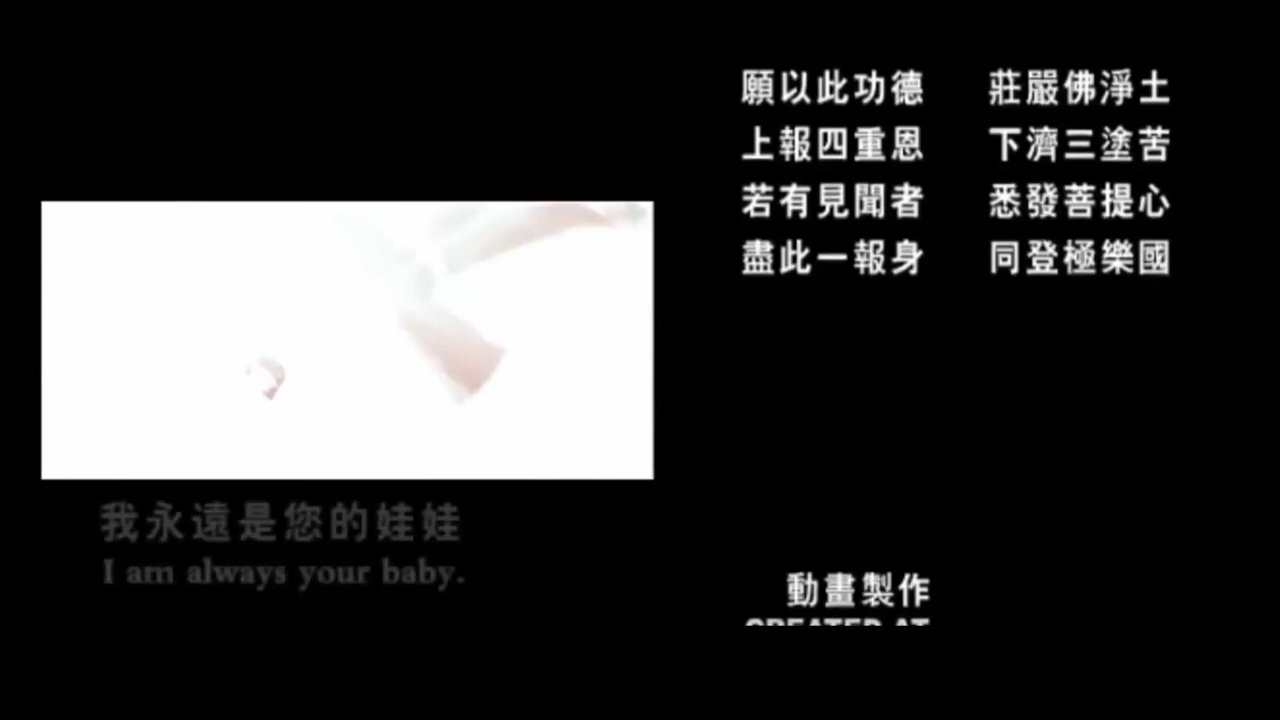 願以此功德 莊嚴佛淨土
上報四重恩 下濟三塗苦
若有見聞者 悉發菩提心
盡此一報身 同登極樂國
我永遠是您的娃娃
I am always your baby.
動畫製作
CREATED AT